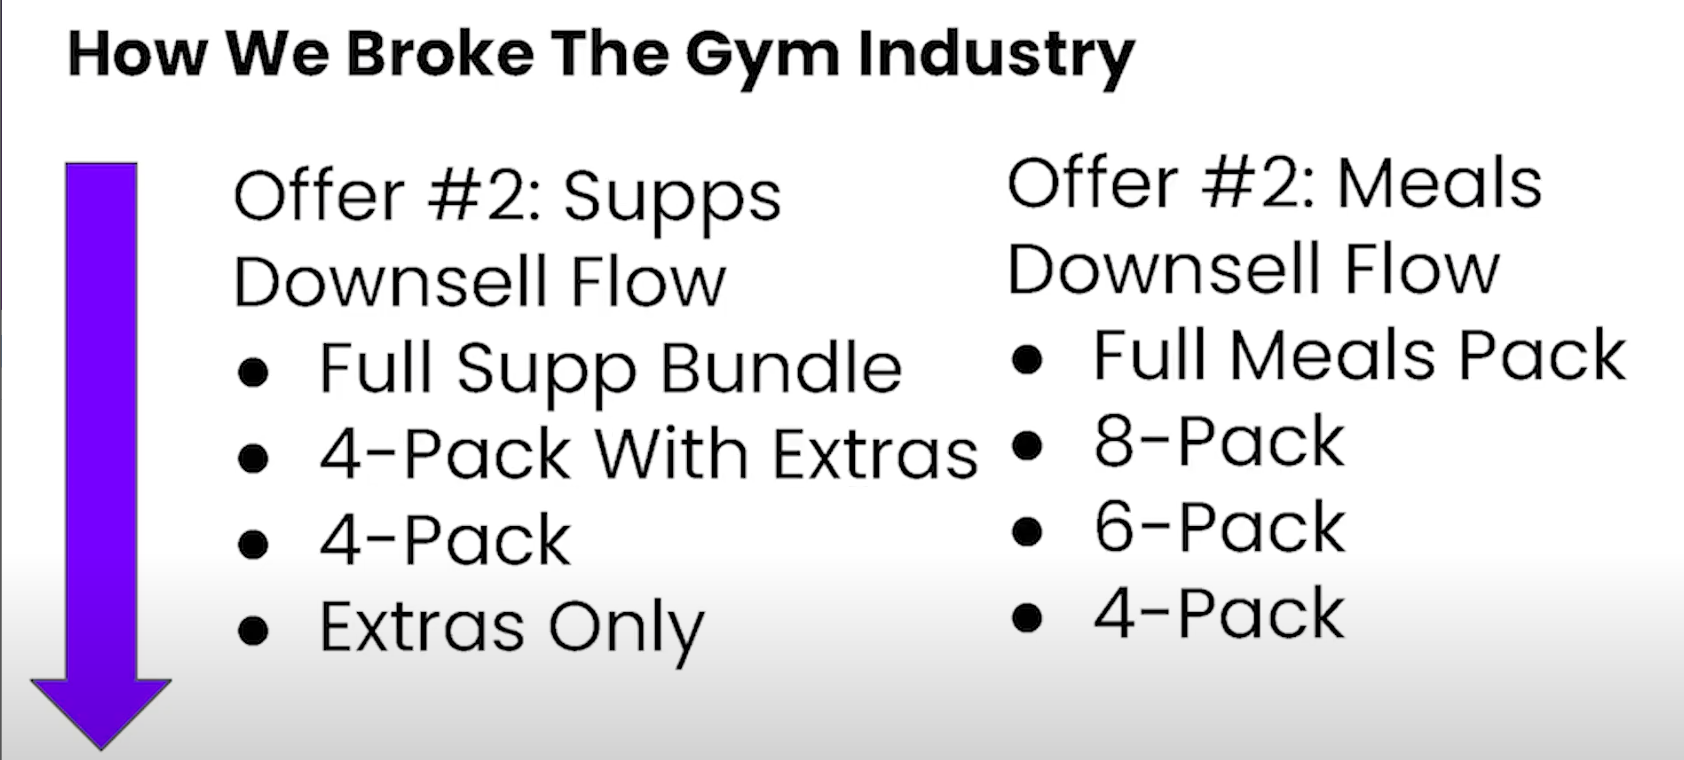 How We Broke The Gym Industry
Offer #2: Supps
Downsell Flow
● Full Supp Bundle
● 4-Pack With Extras
● 4-Pack
● Extras Only
Offer #2: Meals
Downsell Flow
● Full Meals Pack
● 8-Pack
● 6-Pack
● 4-Pack